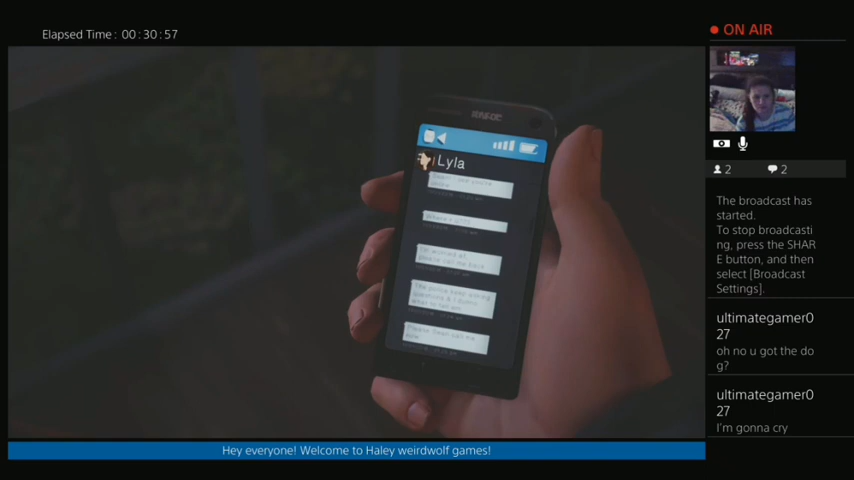 Elapsed Time : 00:30:57
ON AIR
Lyla
2
2
The broadcast has
started.
To stop broadcasti
ng, press the SHAR
E button, and then
select [Broadcast
Settings].
ultimategamer0
27
oh no u got the do
g?
ultimategamer0
27
I'm gonna cry
Hey everyone! Welcome to Haley weirdwolf games!